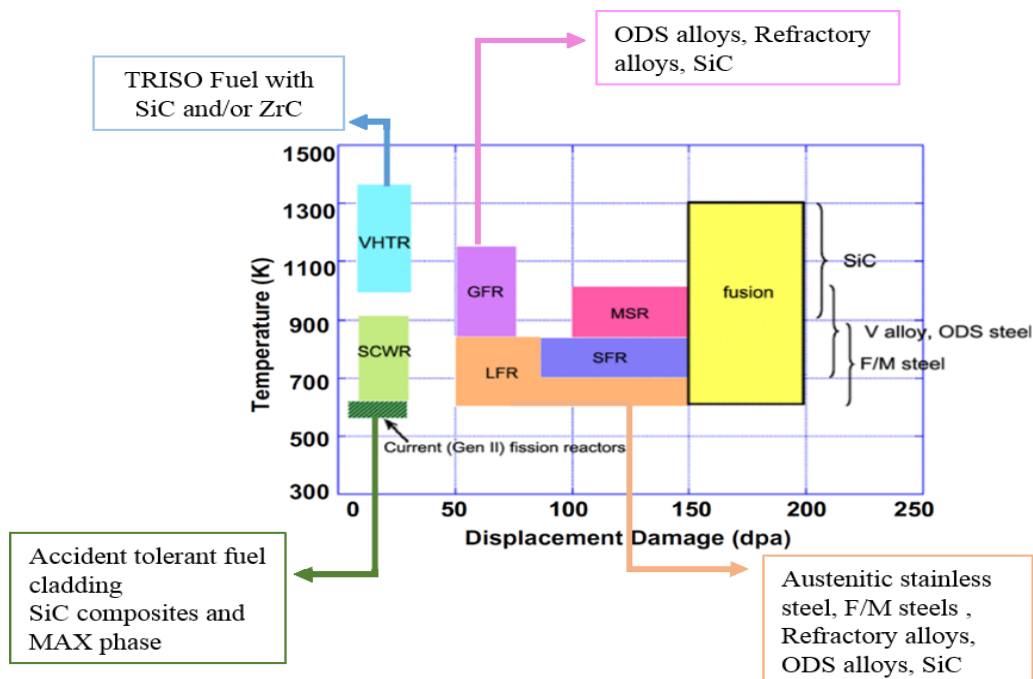 ODS alloys, Refractory
alloys, SiC
TRISO Fuel with
SiC and/or ZrC
1500
1300
1100
900
700
500
300
Temperature (K)
VHTR
SCWR
GFR
LFR
MSR
SFR
fusion
SiC
V alloy, ODS steel
F/M steel
Current (Gen II) fission reactors
0
50
100
150
200
250
Displacement Damage (dpa)
Accident tolerant fuel
cladding
SiC composites and
MAX phase
Austenitic stainless
steel, F/M steels ,
Refractory alloys,
ODS alloys, SiC